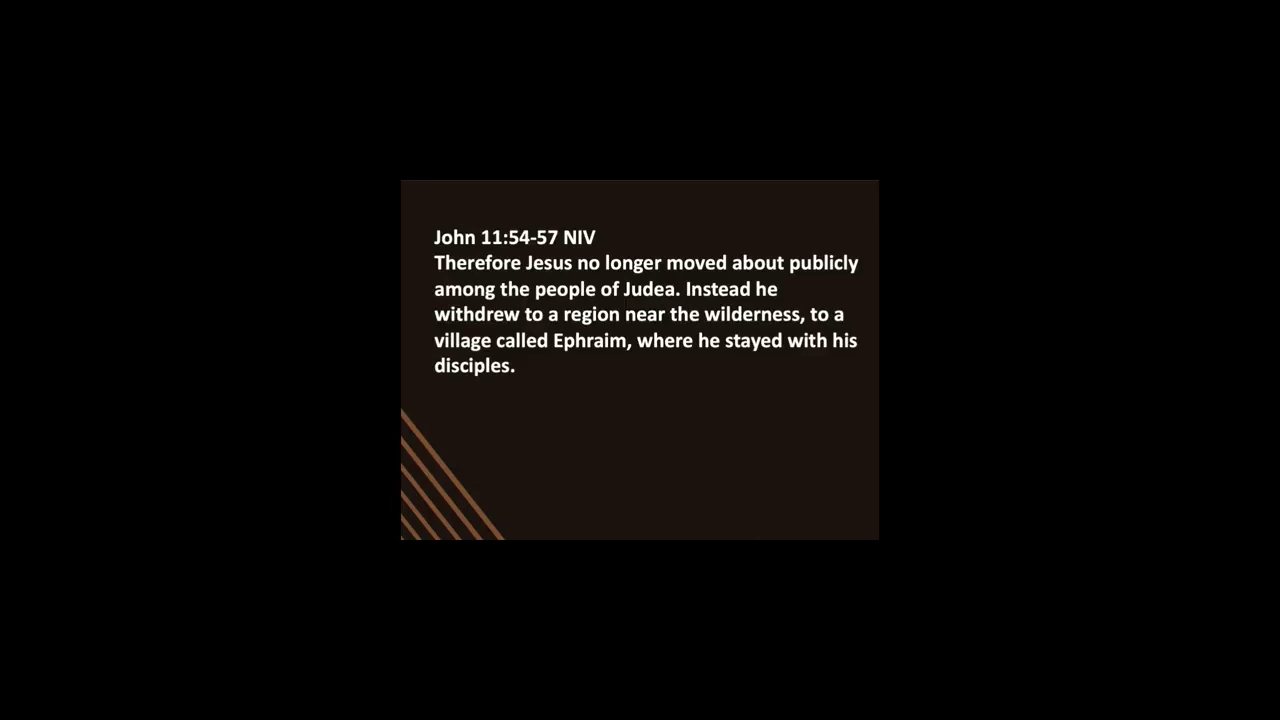 John 11:54-57 NIV
Therefore Jesus no longer moved about publicly
among the people of Judea. Instead he
withdrew to a region near the wilderness, to a
village called Ephraim, where he stayed with his
disciples.